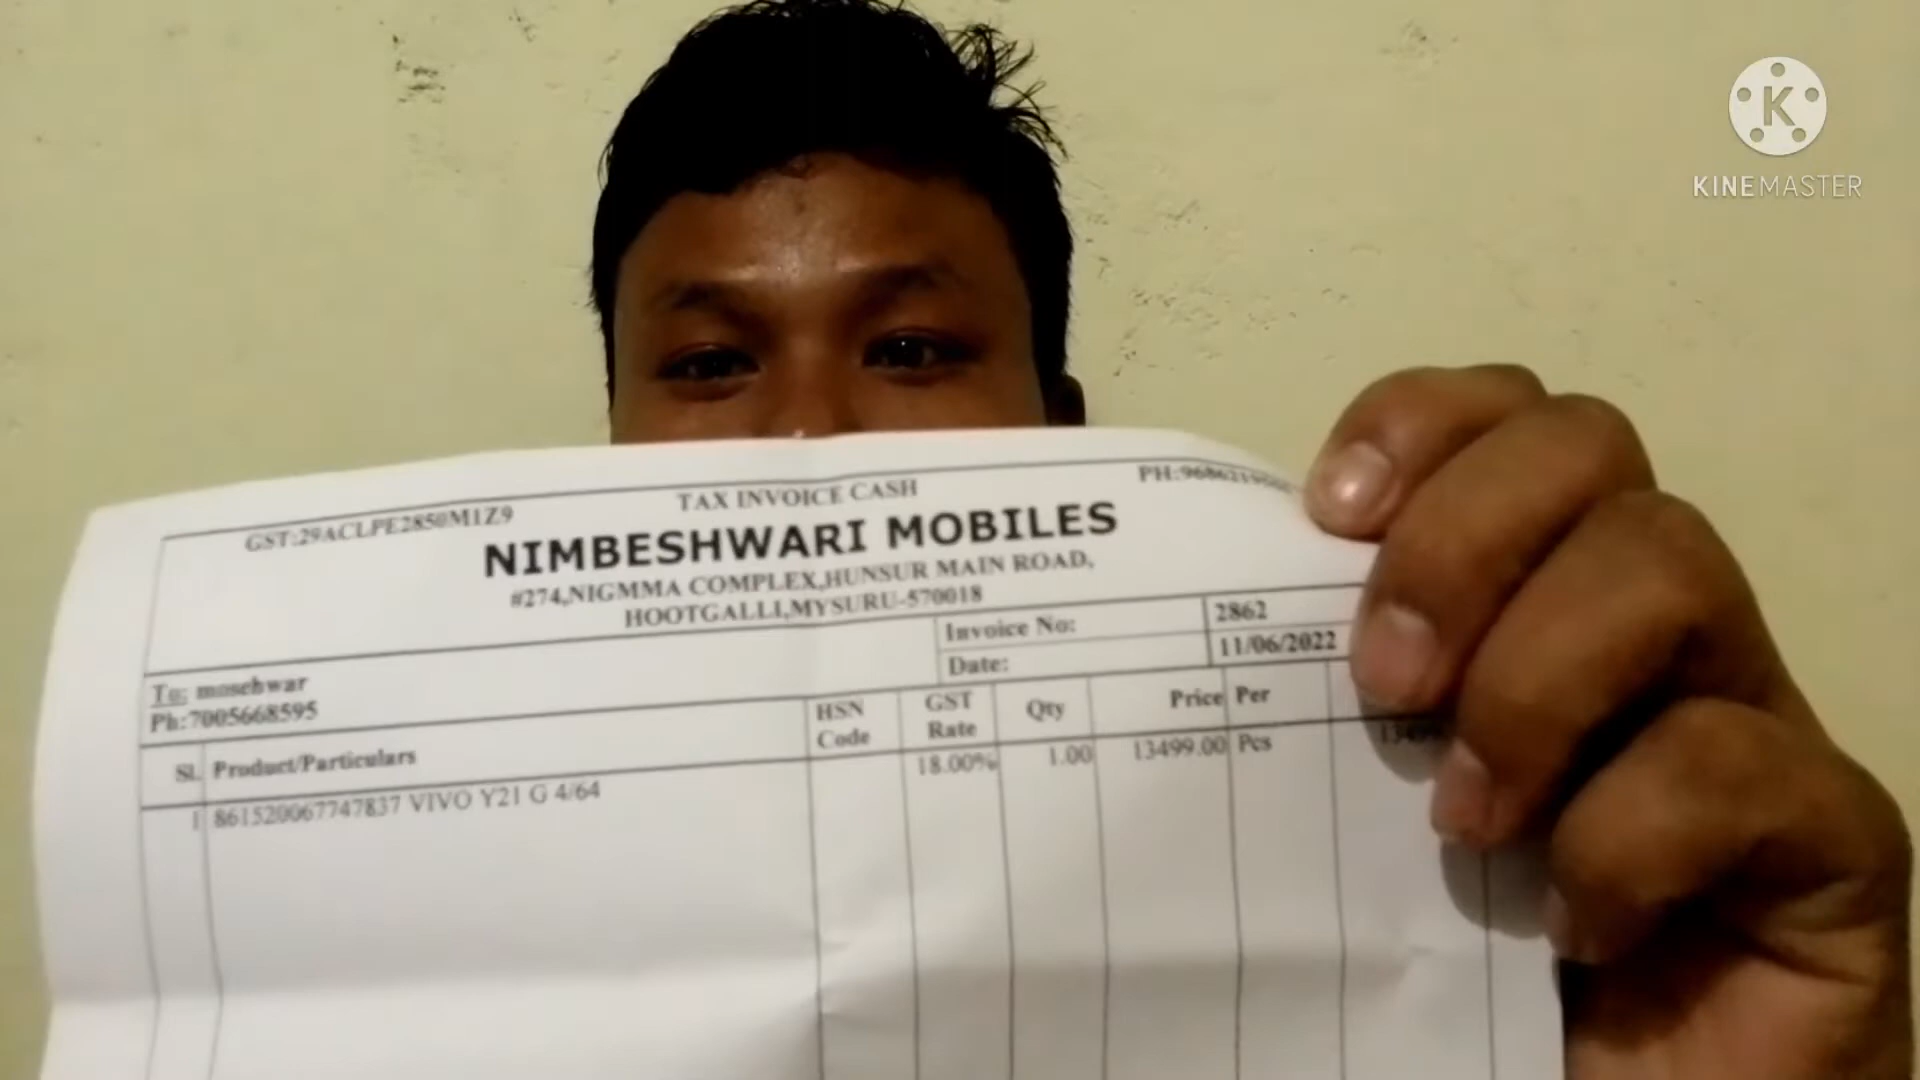 K
KINEMASTER
TAX INVOICE CASH
GST:29ACLPE2850M1Z9
NIMBESHWARI MOBILES
#274,NIGMMA COMPLEX,HUNSUR MAIN ROAD,
HOOTGALLI,MYSURU-570018
Invoice No: 2862
Date: 11/06/2022
To: moschwar
Ph:7005668595
SL Product/Particulars HSN Code GST Rate Qty Price Per
1 861520067747837 VIVO Y21 G 4/64 18.00% 1.00 13499.00 Pcs